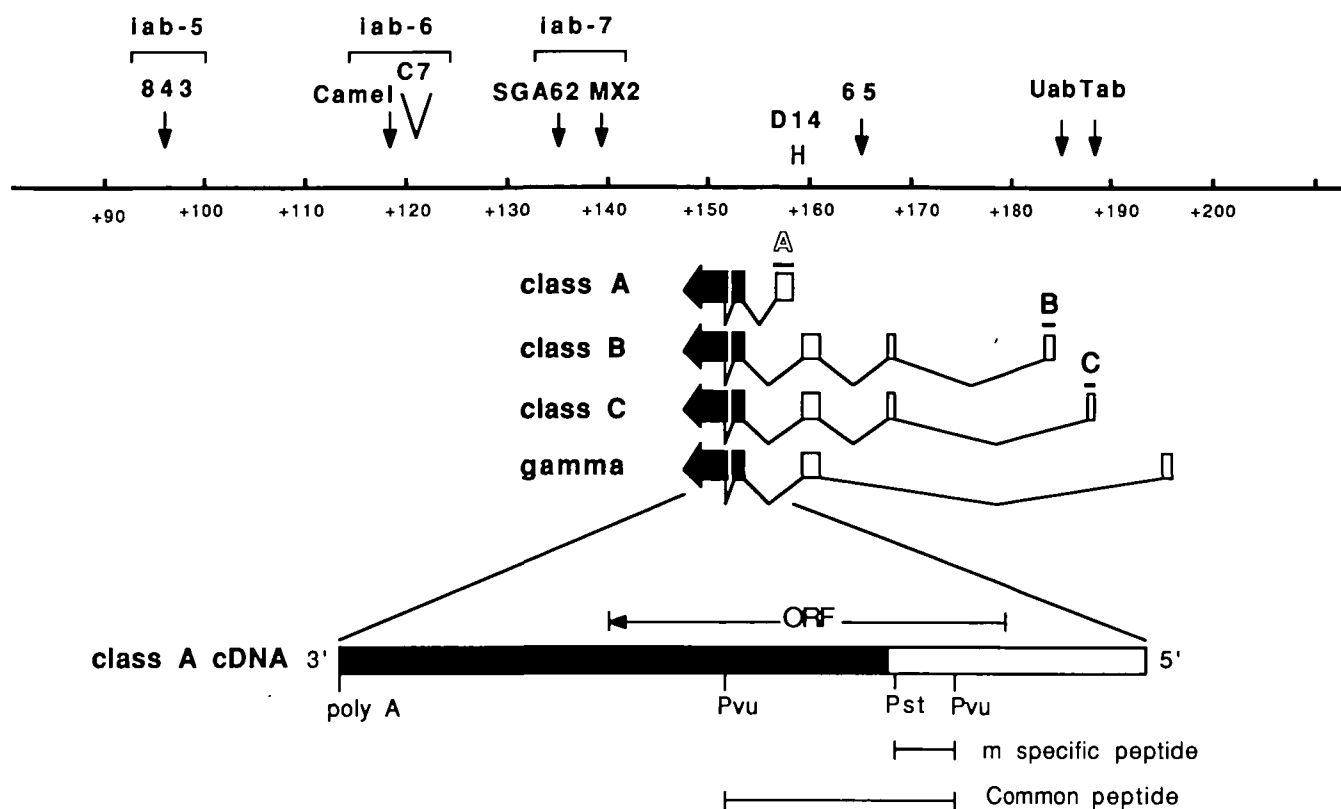 iab-5 iab-6 iab-7
843 Camel C7 SGA62 MX2 D14 65 UabTab
H
+90 +100 +110 +120 +130 +140 +150 +160 +170 +180 +190 +200
A
class A
B
class B
C
class C
gamma
ORF
class A cDNA 3' 5'
poly A Pvu Pst Pvu
m specific peptide
Common peptide